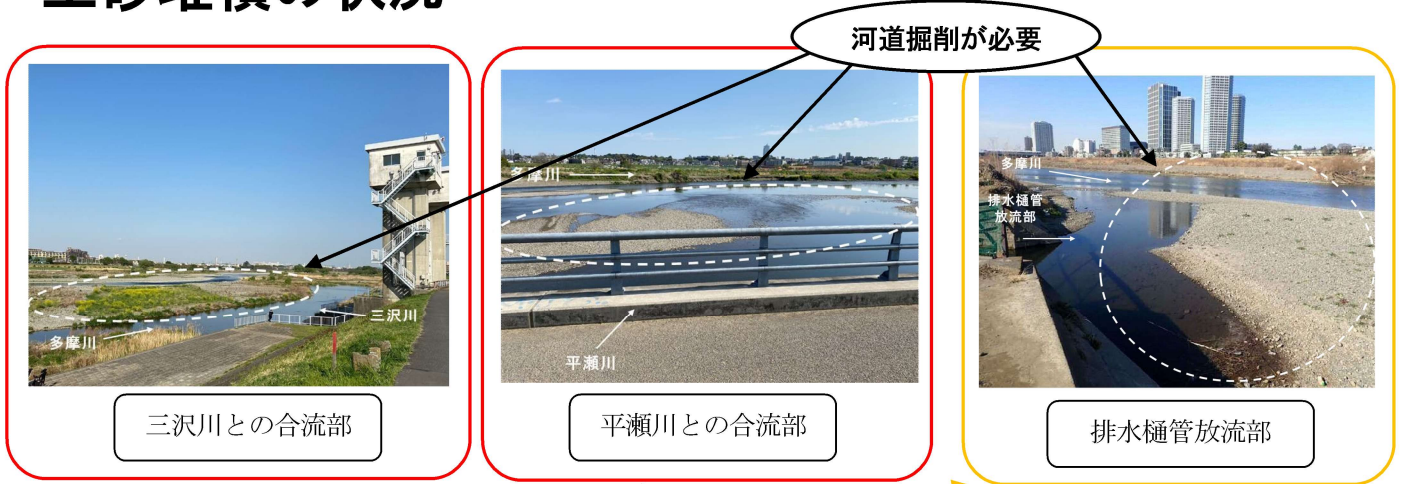 土砂堆積の状況
河道掘削が必要
多摩川
三沢川
三沢川との合流部
多摩川
平瀬川
平瀬川との合流部
多摩川
排水樋管
放流部
排水樋管放流部